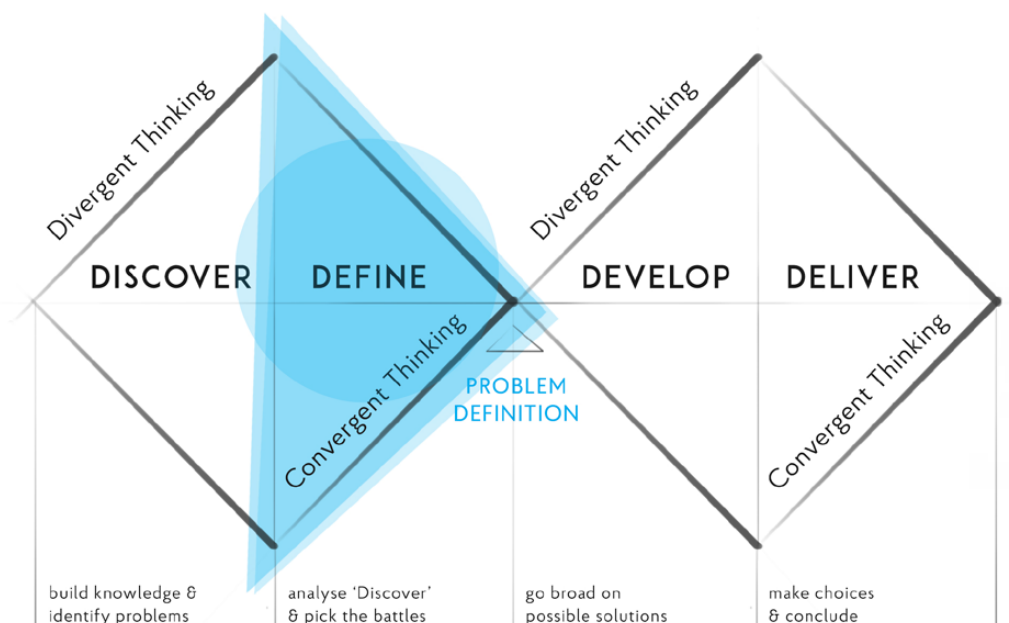 Divergent Thinking
Divergent Thinking
DISCOVER
DEFINE
DEVELOP
DELIVER
Convergent Thinking
Convergent Thinking
PROBLEM
DEFINITION
build knowledge &
identify problems
analyse ‘Discover’
& pick the battles
go broad on
possible solutions
make choices
& conclude